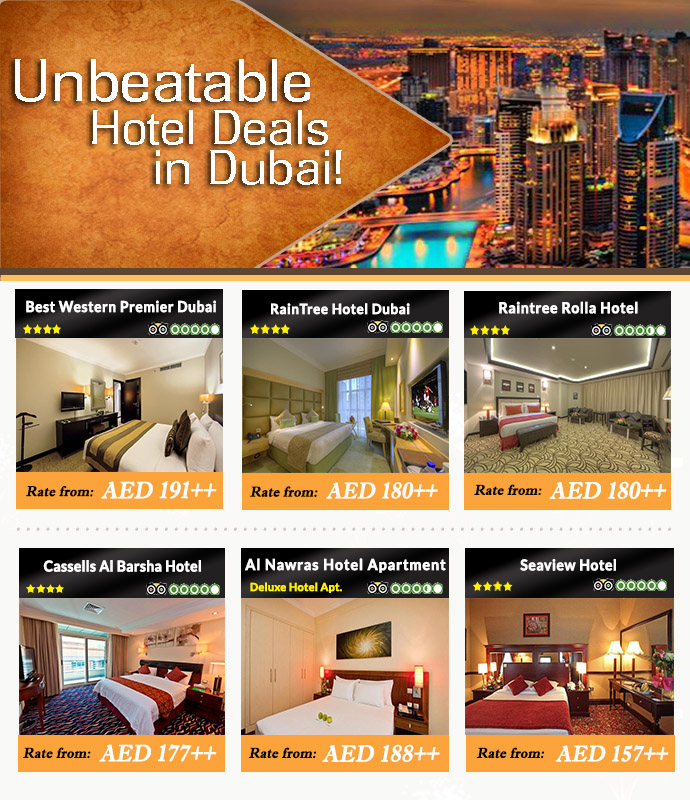 Unbeatable
Hotel Deals
in Dubai!
Best Western Premier Dubai
RainTree Hotel Dubai
Raintree Rolla Hotel
Rate from: AED 191++
Rate from: AED 180++
Rate from: AED 180++
Cassells Al Barsha Hotel
Al Nawras Hotel Apartment
Deluxe Hotel Apt.
Seaview Hotel
Rate from: AED 177++
Rate from: AED 188++
Rate from: AED 157++